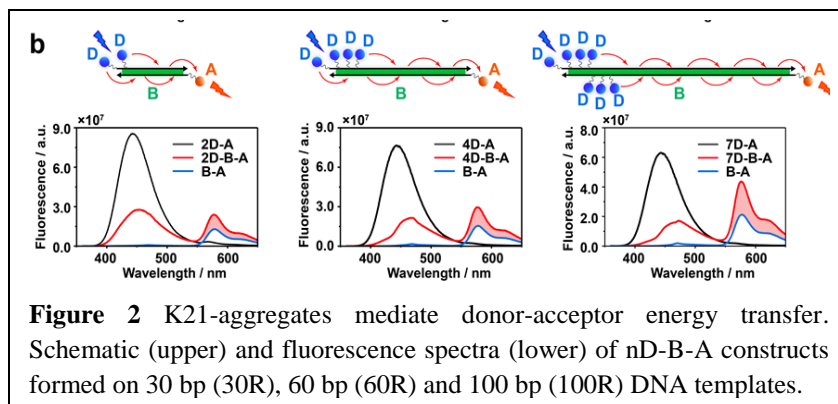 b
D D
A
B
D D D D
A
B
D D D D
D D D
A
B
×10⁷
9.0
6.0
3.0
0.0
Fluorescence / a.u.
2D-A
2D-B-A
B-A
400 500 600
Wavelength / nm
×10⁷
9.0
6.0
3.0
0.0
Fluorescence / a.u.
4D-A
4D-B-A
B-A
400 500 600
Wavelength / nm
×10⁷
8.0
6.0
4.0
2.0
0.0
Fluorescence / a.u.
7D-A
7D-B-A
B-A
400 500 600
Wavelength / nm
Figure 2 K21-aggregates mediate donor-acceptor energy transfer.
Schematic (upper) and fluorescence spectra (lower) of nD-B-A constructs
formed on 30 bp (30R), 60 bp (60R) and 100 bp (100R) DNA templates.